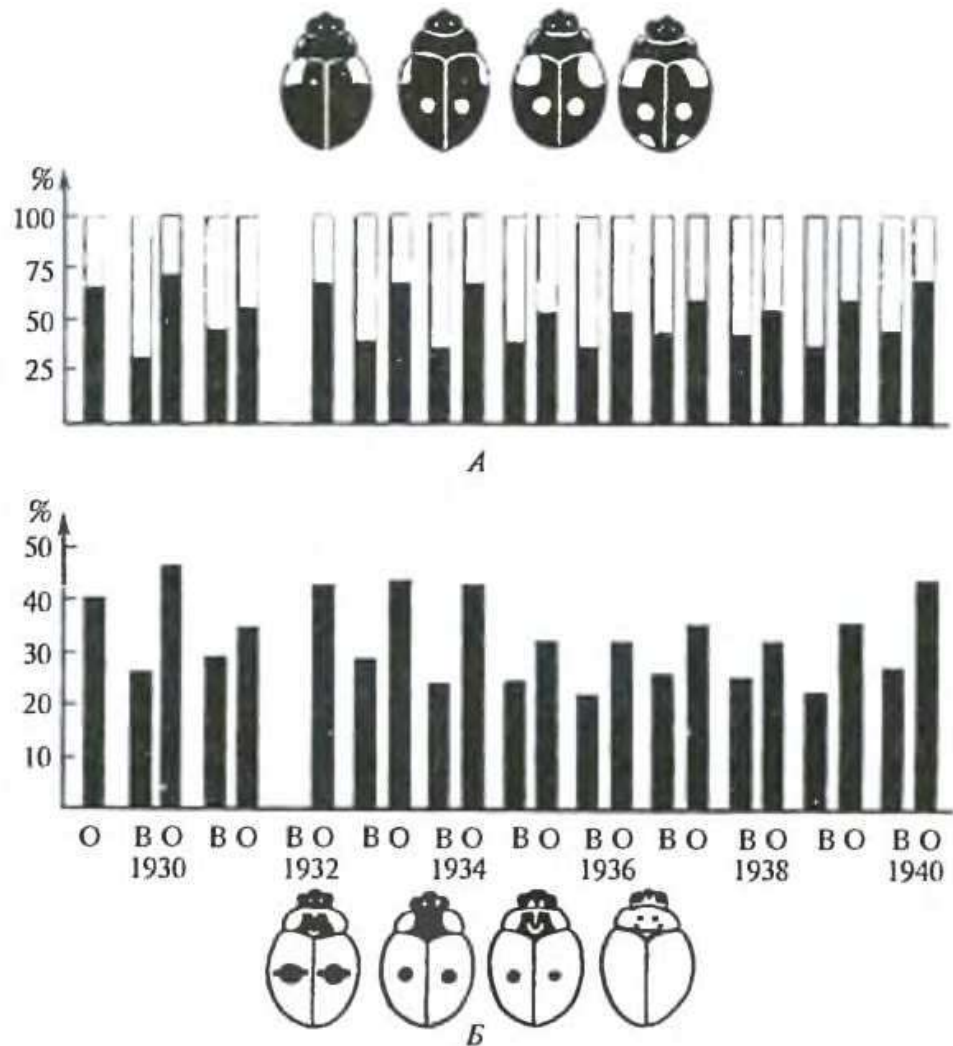 %
100
75
50
25
А
%
50
40
30
20
10
О В О В О В О В О В О В О В О В О В О В О В О
1930 1932 1934 1936 1938 1940
Б